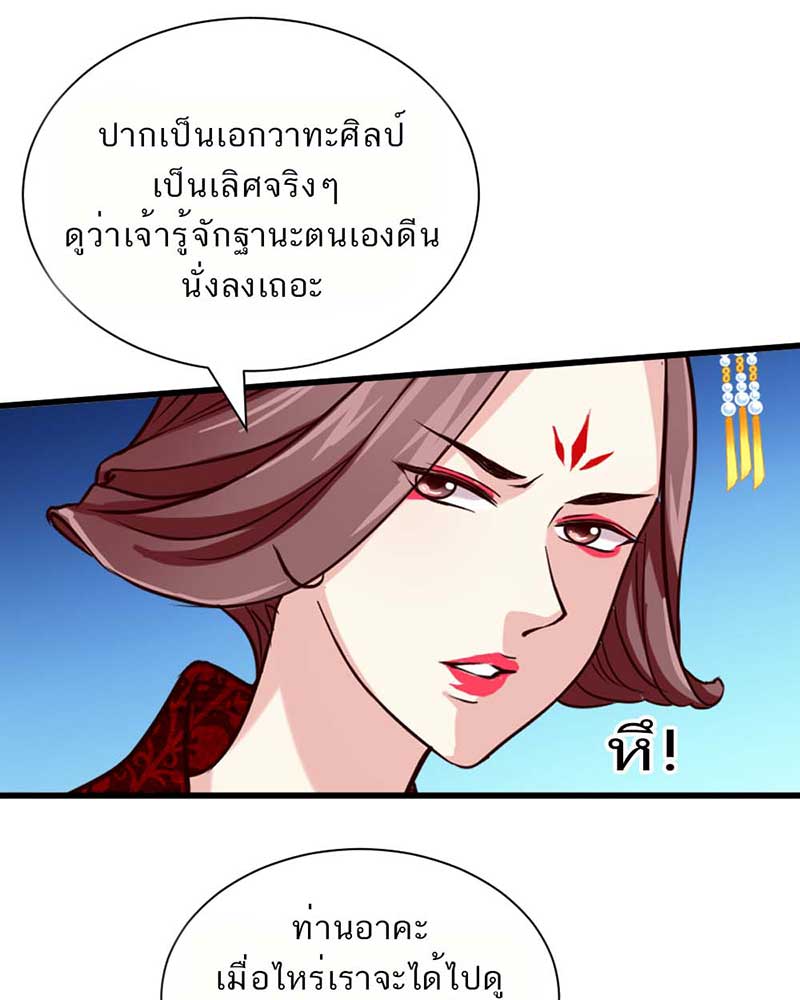 ปากเป็นเอกวาทะศิลป์
เป็นเลิศจริงๆ
ดูว่าเจ้ารู้จักฐานะตนเองดีน
นั่งลงเถอะ
หึ!
ท่านอาคะ
เมื่อไหร่เราจะได้ไปดู